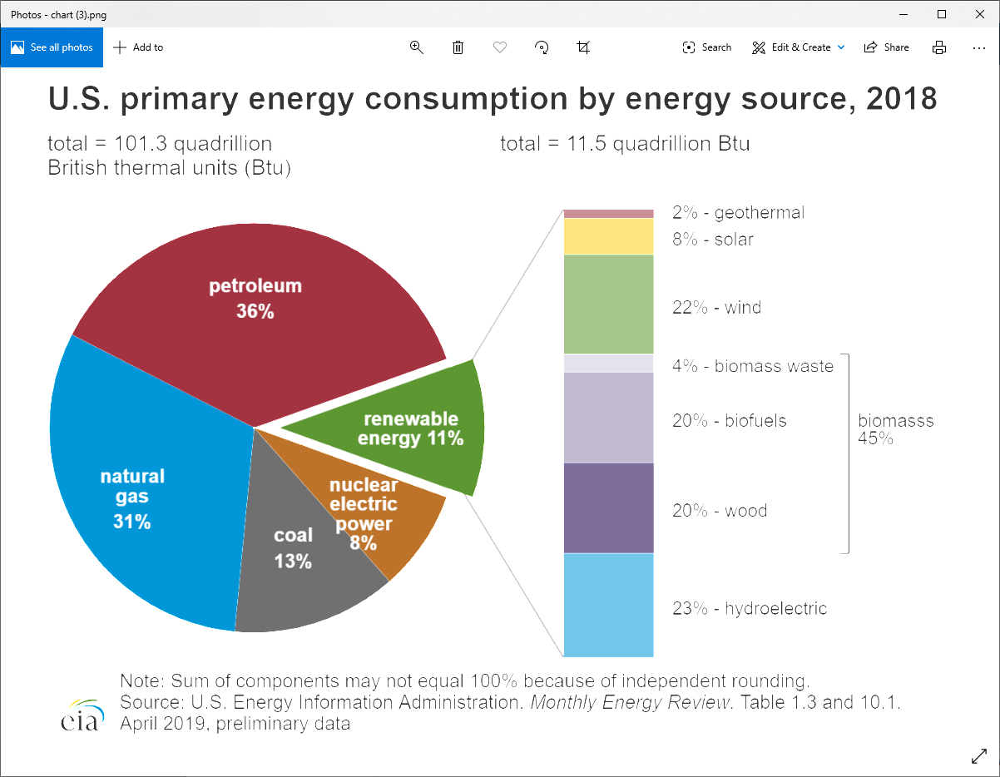 Photos - chart (3).png
See all photos
Add to
Search
Edit & Create
Share
U.S. primary energy consumption by energy source, 2018
total = 101.3 quadrillion
British thermal units (Btu)
total = 11.5 quadrillion Btu
petroleum
36%
renewable
energy 11%
natural
gas
31%
nuclear
electric
power
8%
coal
13%
2% - geothermal
8% - solar
22% - wind
4% - biomass waste
20% - biofuels
20% - wood
23% - hydroelectric
biomasss
45%
Note: Sum of components may not equal 100% because of independent rounding.
Source: U.S. Energy Information Administration. Monthly Energy Review. Table 1.3 and 10.1.
April 2019, preliminary data
eia